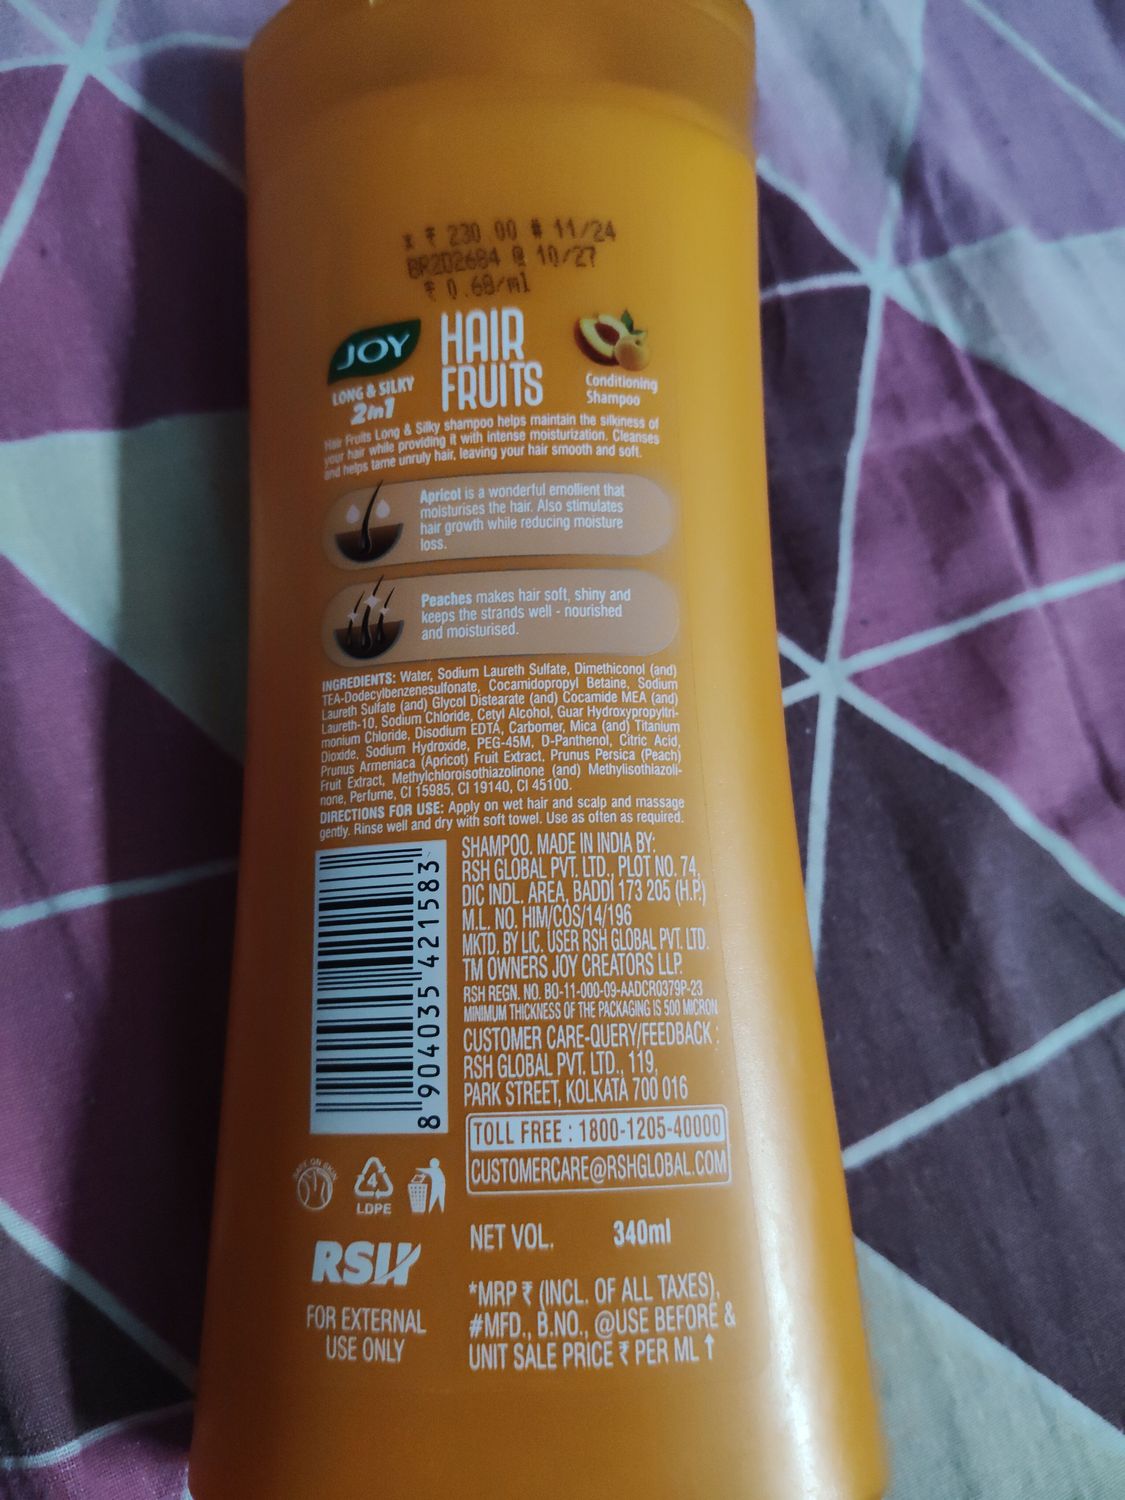 * ₹ 230.00 # 11/24
BR2D2684 @ 10/27
₹ 0.68/ml
JOY
LONG & SILKY
2in1
HAIR
FRUITS
Conditioning
Shampoo
Hair Fruits Long & Silky shampoo helps maintain the silkiness of
your hair while providing it with intense moisturization. Cleanses
and helps tame unruly hair, leaving your hair smooth and soft.
Apricot is a wonderful emollient that
moisturises the hair. Also stimulates
hair growth while reducing moisture
loss.
Peaches makes hair soft, shiny and
keeps the strands well - nourished
and moisturised.
INGREDIENTS: Water, Sodium Laureth Sulfate, Dimethiconol (and)
TEA-Dodecylbenzenesulfonate, Cocamidopropyl Betaine, Sodium
Laureth Sulfate (and) Glycol Distearate (and) Cocamide MEA (and)
Laureth-10, Sodium Chloride, Cetyl Alcohol, Guar Hydroxypropyltri-
monium Chloride, Disodium EDTA, Carbomer, Mica (and) Titanium
Dioxide, Sodium Hydroxide, PEG-45M, D-Panthenol, Citric Acid,
Prunus Armeniaca (Apricot) Fruit Extract, Prunus Persica (Peach)
Fruit Extract, Methylchloroisothiazolinone (and) Methylisothiazoli-
none, Perfume, CI 15985, CI 19140, CI 45100.
DIRECTIONS FOR USE: Apply on wet hair and scalp and massage
gently. Rinse well and dry with soft towel. Use as often as required.
8 904035 421583
SHAMPOO. MADE IN INDIA BY:
RSH GLOBAL PVT. LTD., PLOT NO. 74,
DIC INDL. AREA, BADDI 173 205 (H.P.)
M.L. NO. HIM/COS/14/196
MKTD. BY LIC. USER RSH GLOBAL PVT. LTD.
TM OWNERS JOY CREATORS LLP.
RSH REGN. NO. BO-11-000-09-AADCR0379P-23
MINIMUM THICKNESS OF THE PACKAGING IS 500 MICRON
CUSTOMER CARE-QUERY/FEEDBACK :
RSH GLOBAL PVT. LTD., 119,
PARK STREET, KOLKATA 700 016
TOLL FREE : 1800-1205-40000
CUSTOMERCARE@RSHGLOBAL.COM
4
LDPE
RSH
FOR EXTERNAL
USE ONLY
NET VOL. 340ml
*MRP ₹ (INCL. OF ALL TAXES),
#MFD., B.NO., @USE BEFORE &
UNIT SALE PRICE ₹ PER ML ↑